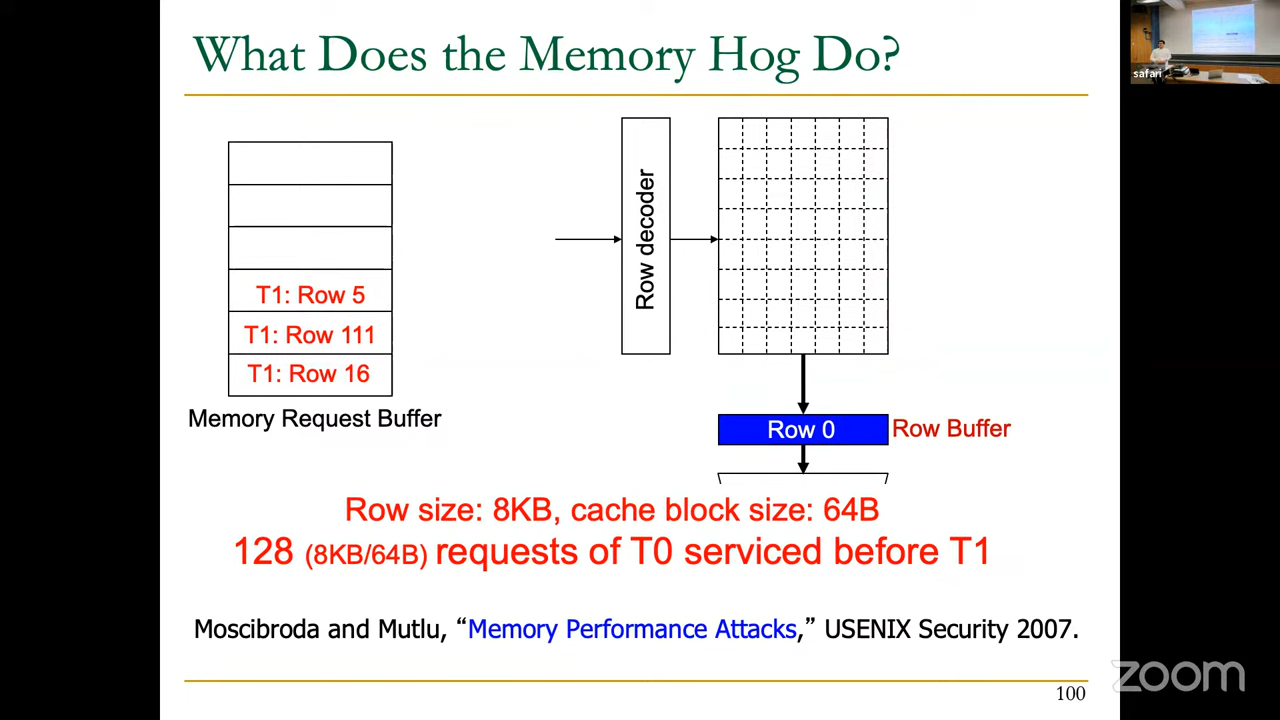 What Does the Memory Hog Do?
safari
T1: Row 5
T1: Row 111
T1: Row 16
Memory Request Buffer
Row decoder
Row 0
Row Buffer
Row size: 8KB, cache block size: 64B
128 (8KB/64B) requests of T0 serviced before T1
Moscibroda and Mutlu, “Memory Performance Attacks,” USENIX Security 2007.
100
zoom